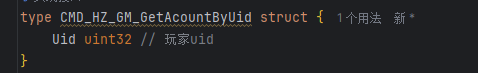 type CMD_HZ_GM_GetAcountByUid struct { 1个用法 新*
Uid uint32 // 玩家uid
}